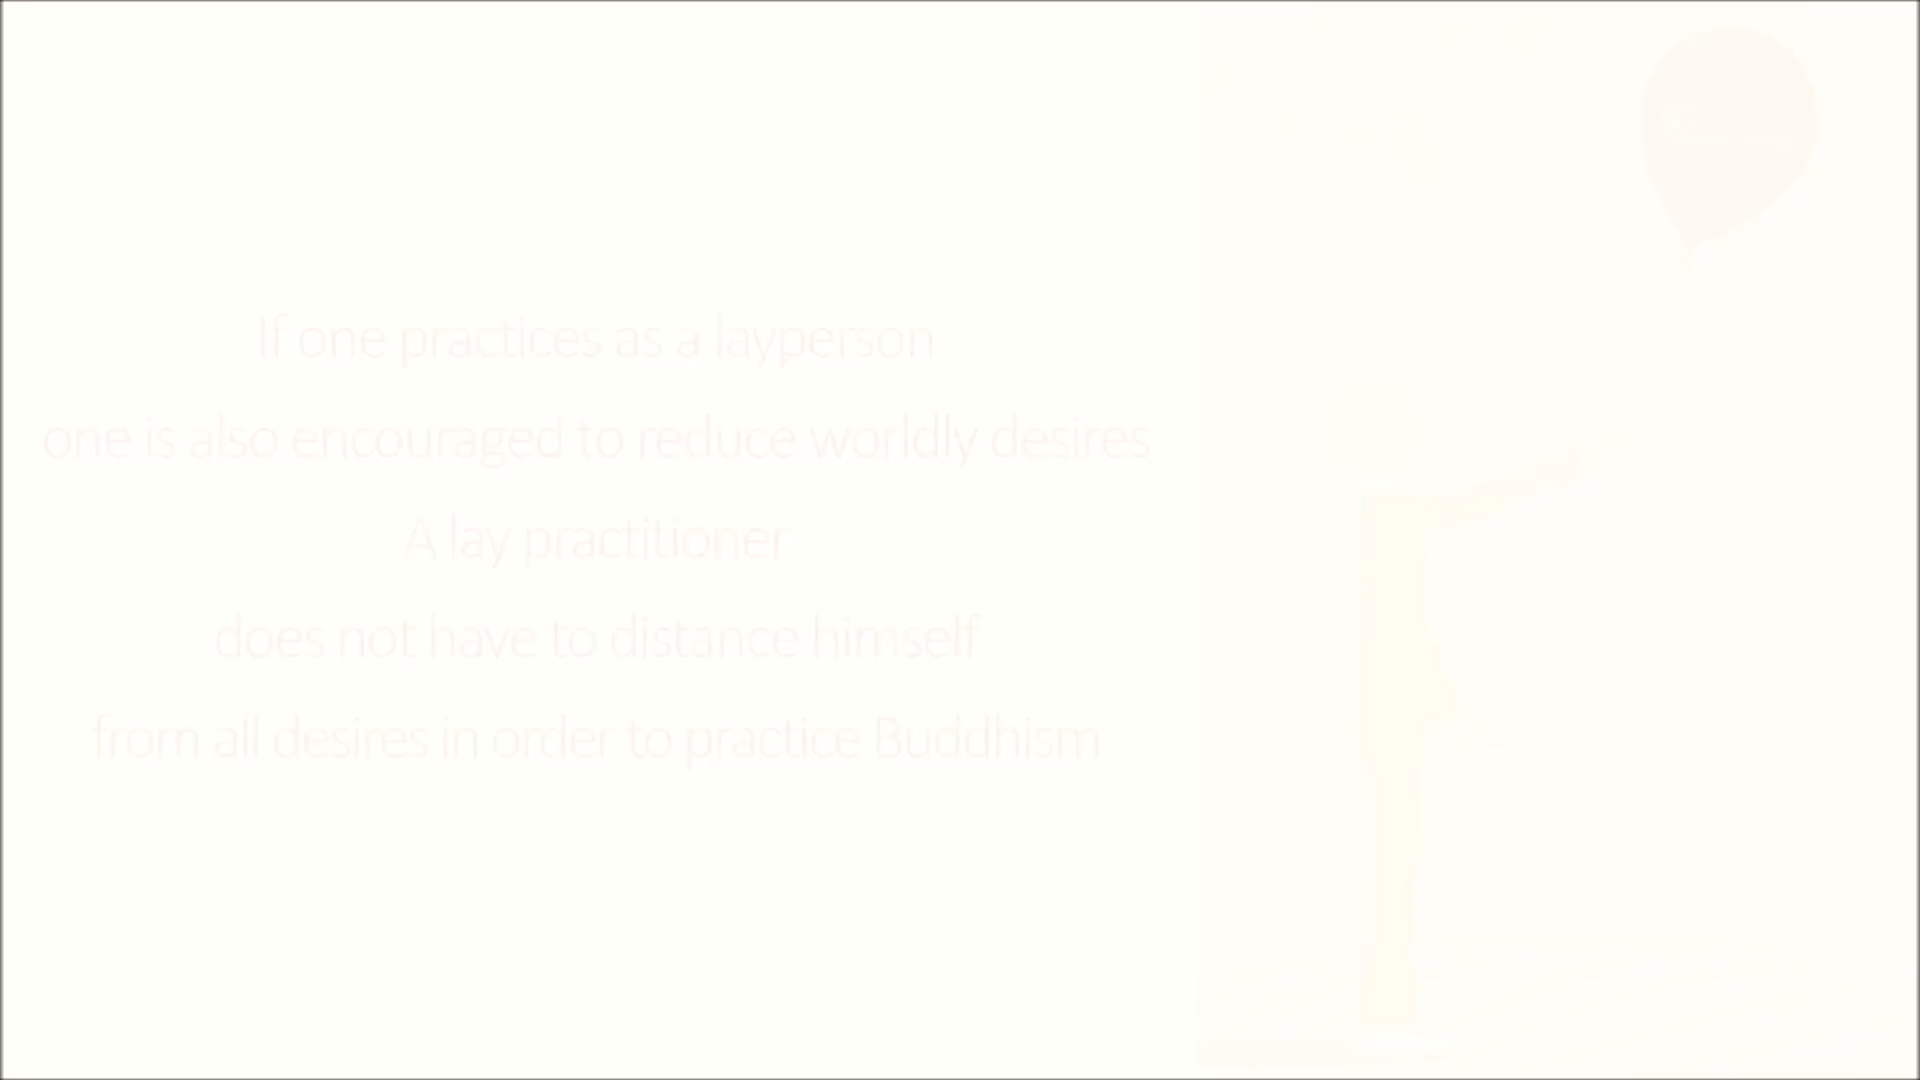 If one practices as a layperson
one is also encouraged to reduce worldly desires
A lay practitioner
does not have to distance himself
from all desires in order to practice Buddhism